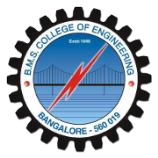 B.M.S. COLLEGE OF ENGINEERING
Estd-1946
BANGALORE - 560 019